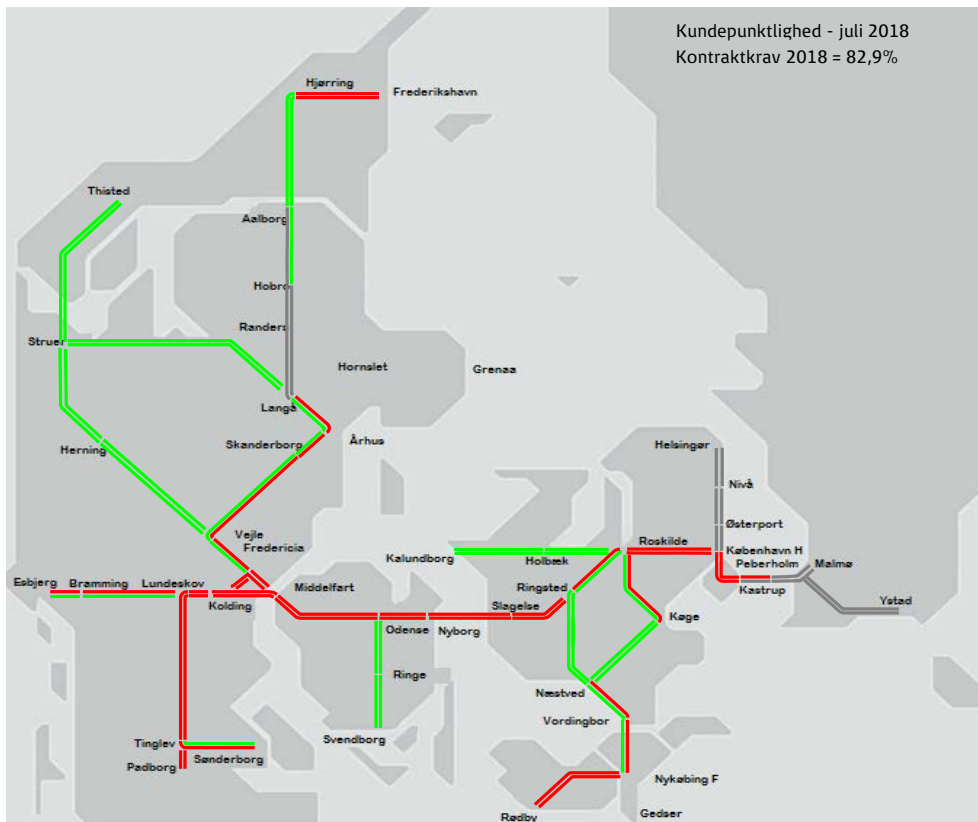 Kundepunktlighed - juli 2018
Kontraktkrav 2018 = 82,9%
Hjørring
Frederikshavn
Thisted
Aalborg
Hobro
Randers
Struer
Hornslet
Grenaa
Langå
Århus
Skanderborg
Herning
Helsingør
Nivå
Østerport
Vejle
Fredericia
Roskilde
København H
Kalundborg
Holbæk
Peberholm
Malmø
Esbjerg
Brømming
Lundeskov
Middelfart
Ringsted
Kastrup
Kolding
Slagelse
Ystad
Odense
Nyborg
Køge
Ringe
Næstved
Vordingbor
Svendborg
Tinglev
Sønderborg
Padborg
Nykøbing F
Rødby
Gedser